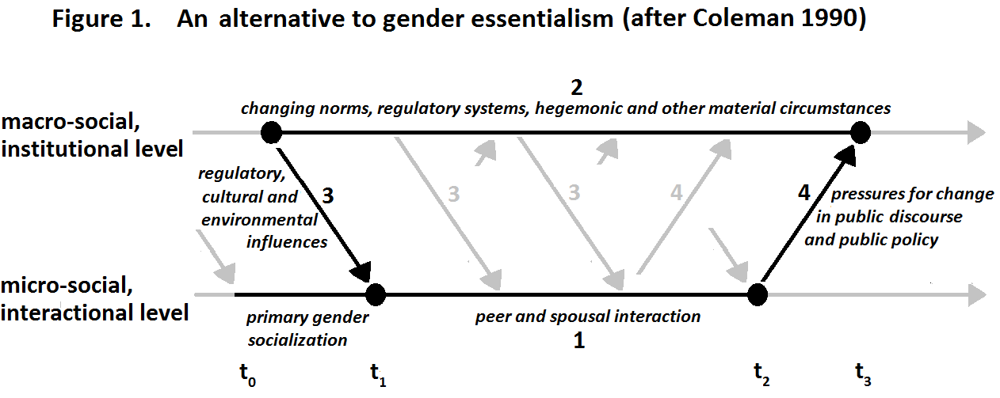 Figure 1. An alternative to gender essentialism (after Coleman 1990)
2
changing norms, regulatory systems, hegemonic and other material circumstances
macro-social,
institutional level
regulatory,
cultural and
environmental
influences
3
3
3
4
4
pressures for change
in public discourse
and public policy
micro-social,
interactional level
primary gender
socialization
peer and spousal interaction
1
t0
t1
t2
t3